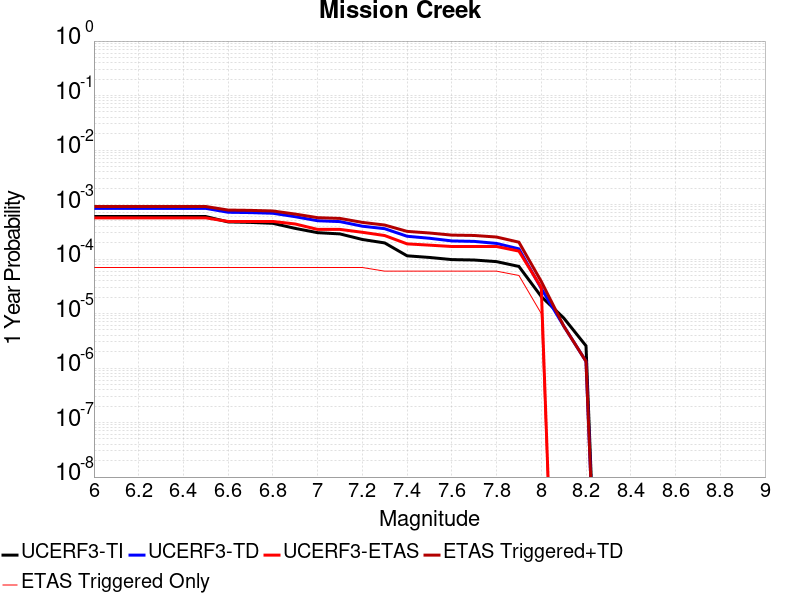 Mission Creek
1 Year Probability
10^0
10^-1
10^-2
10^-3
10^-4
10^-5
10^-6
10^-7
10^-8
6 6.2 6.4 6.6 6.8 7 7.2 7.4 7.6 7.8 8 8.2 8.4 8.6 8.8 9
Magnitude
UCERF3-TI UCERF3-TD UCERF3-ETAS ETAS Triggered+TD
ETAS Triggered Only